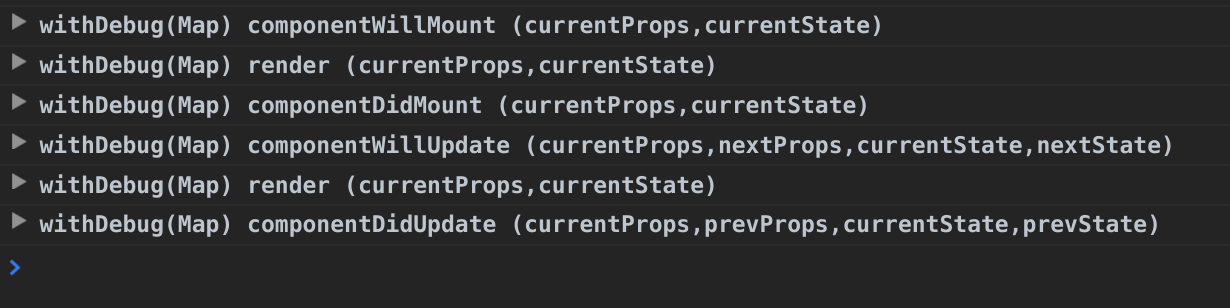 withDebug(Map) componentWillMount (currentProps,currentState)
withDebug(Map) render (currentProps,currentState)
withDebug(Map) componentDidMount (currentProps,currentState)
withDebug(Map) componentWillUpdate (currentProps,nextProps,currentState,nextState)
withDebug(Map) render (currentProps,currentState)
withDebug(Map) componentDidUpdate (currentProps,prevProps,currentState,prevState)